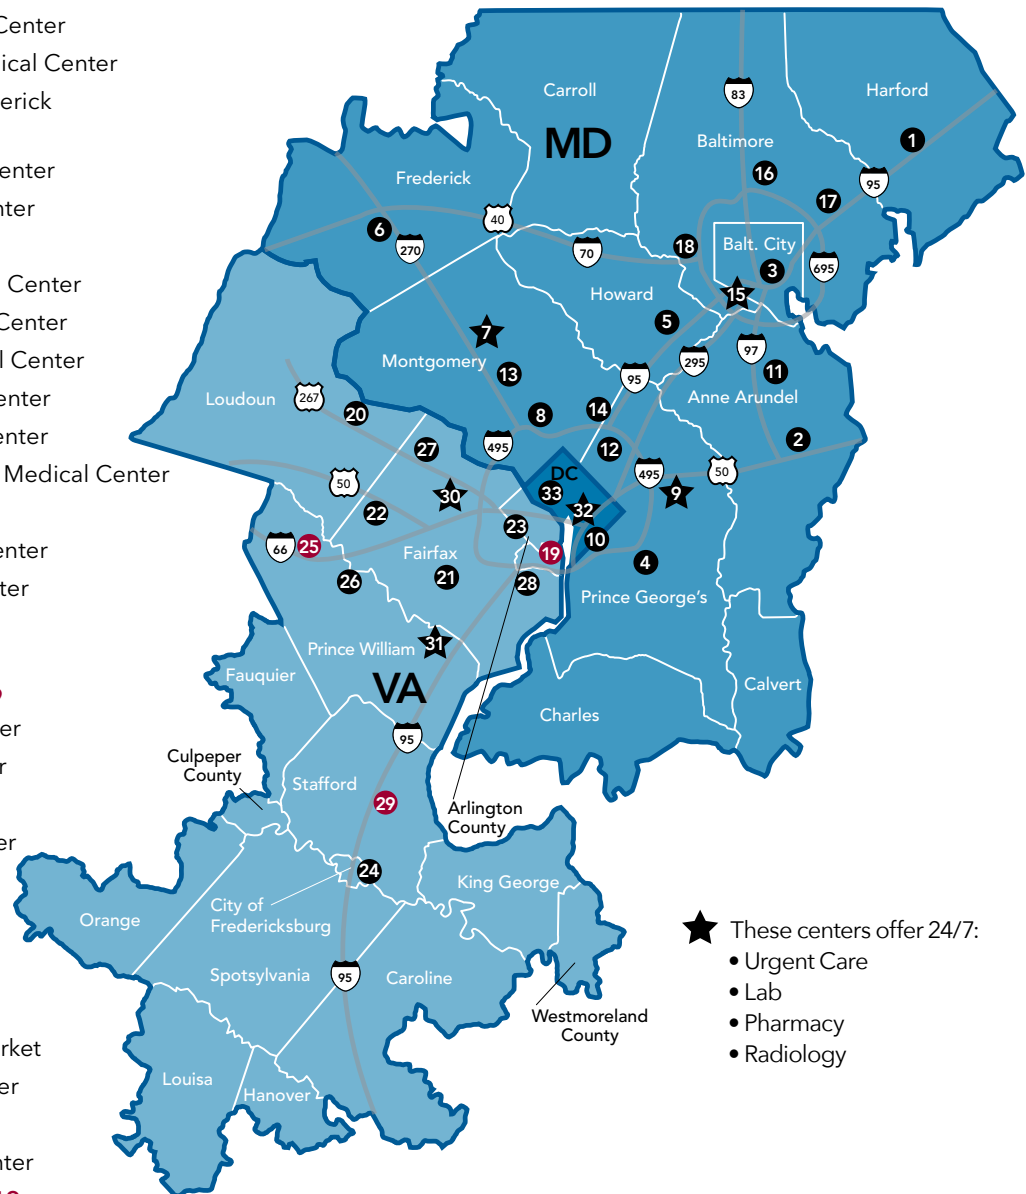 Center
ical Center
erick
enter
nter
Center
Center
l Center
enter
enter
Medical Center
enter
ter
er
r
er
rket
er
nter
Carroll
MD
83
Harford
1
Baltimore
16
Frederick
95
17
40
6
270
70
18
Balt. City
3
695
Howard
15
5
7
Montgomery
97
295
11
13
95
Anne Arundel
Loudoun
267
20
8
14
2
27
495
12
495
50
DC
50
30
33
9
32
22
23
10
66
25
Fairfax
19
4
26
21
28
Prince George's
Prince William
31
Fauquier
VA
Calvert
Charles
95
Culpeper
County
Stafford
29
Arlington
County
24
King George
City of
Fredericksburg
Orange
Spotsylvania
95
Caroline
Westmoreland
County
Louisa
Hanover
These centers offer 24/7:
• Urgent Care
• Lab
• Pharmacy
• Radiology